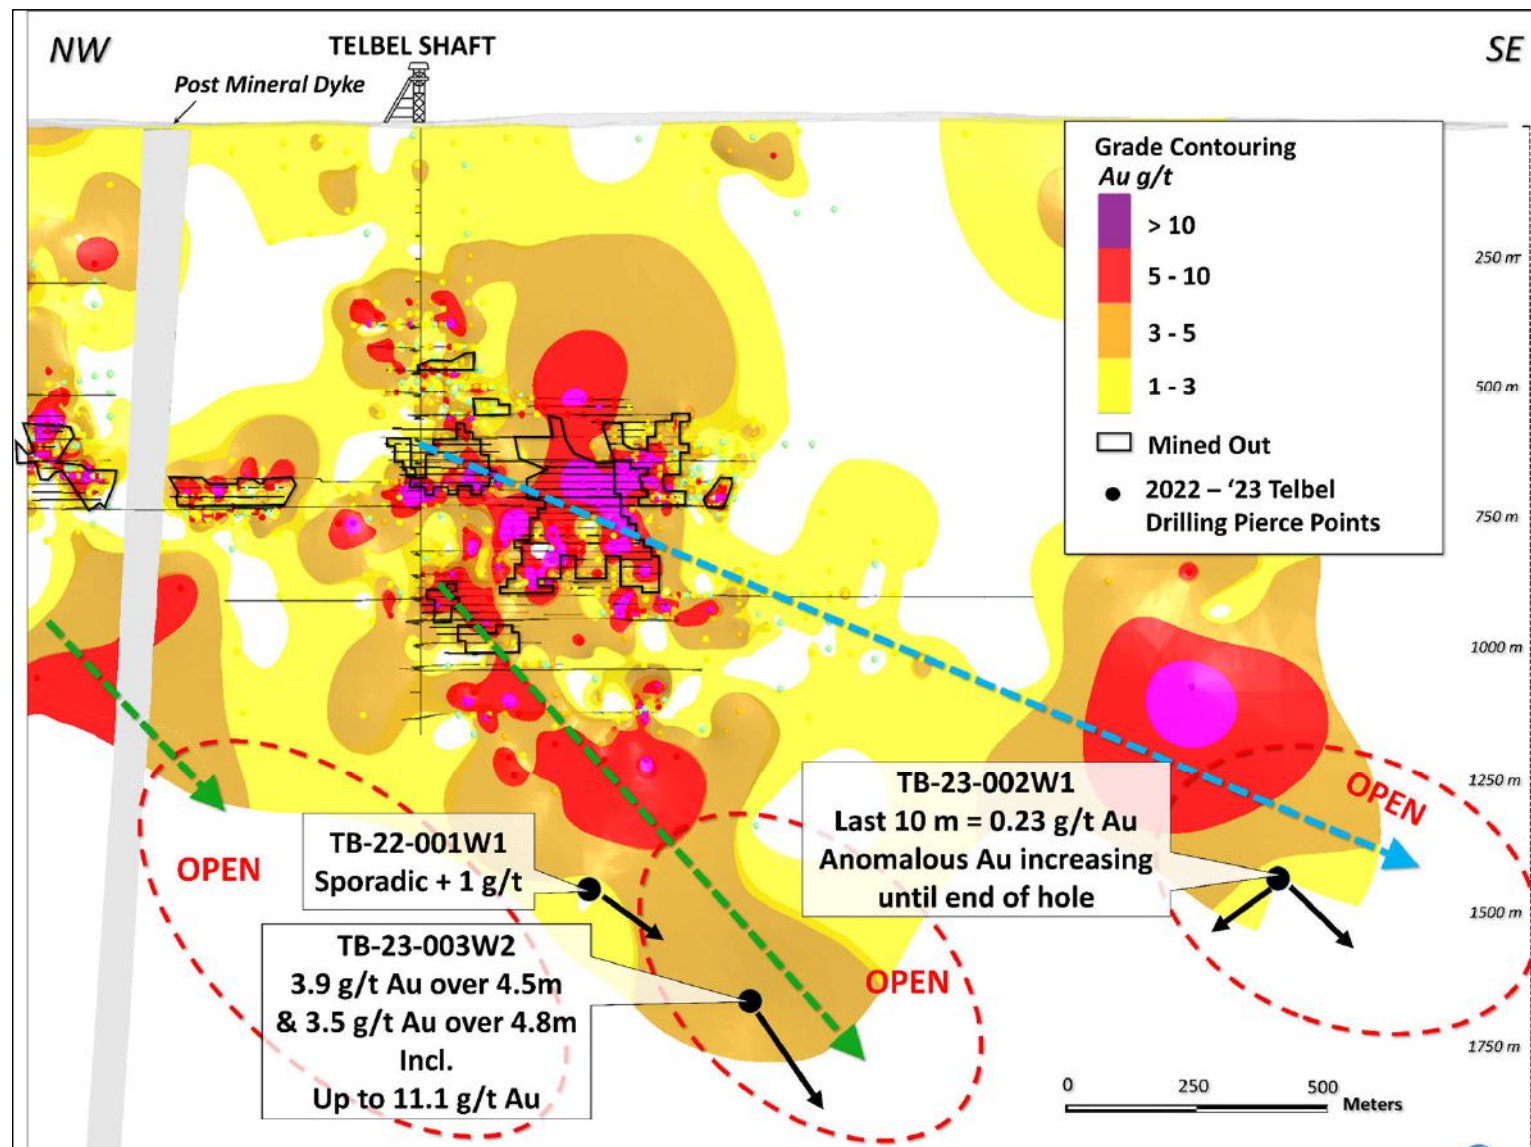 NW
TELBEL SHAFT
SE
Post Mineral Dyke
Grade Contouring
Au g/t
> 10
5 - 10
3 - 5
1 - 3
Mined Out
2022 – ‘23 Telbel
Drilling Pierce Points
250 m
500 m
750 m
1000 m
1250 m
1500 m
1750 m
TB-23-002W1
Last 10 m = 0.23 g/t Au
Anomalous Au increasing
until end of hole
OPEN
TB-22-001W1
Sporadic + 1 g/t
OPEN
TB-23-003W2
3.9 g/t Au over 4.5m
& 3.5 g/t Au over 4.8m
Incl.
Up to 11.1 g/t Au
OPEN
0 250 500
Meters